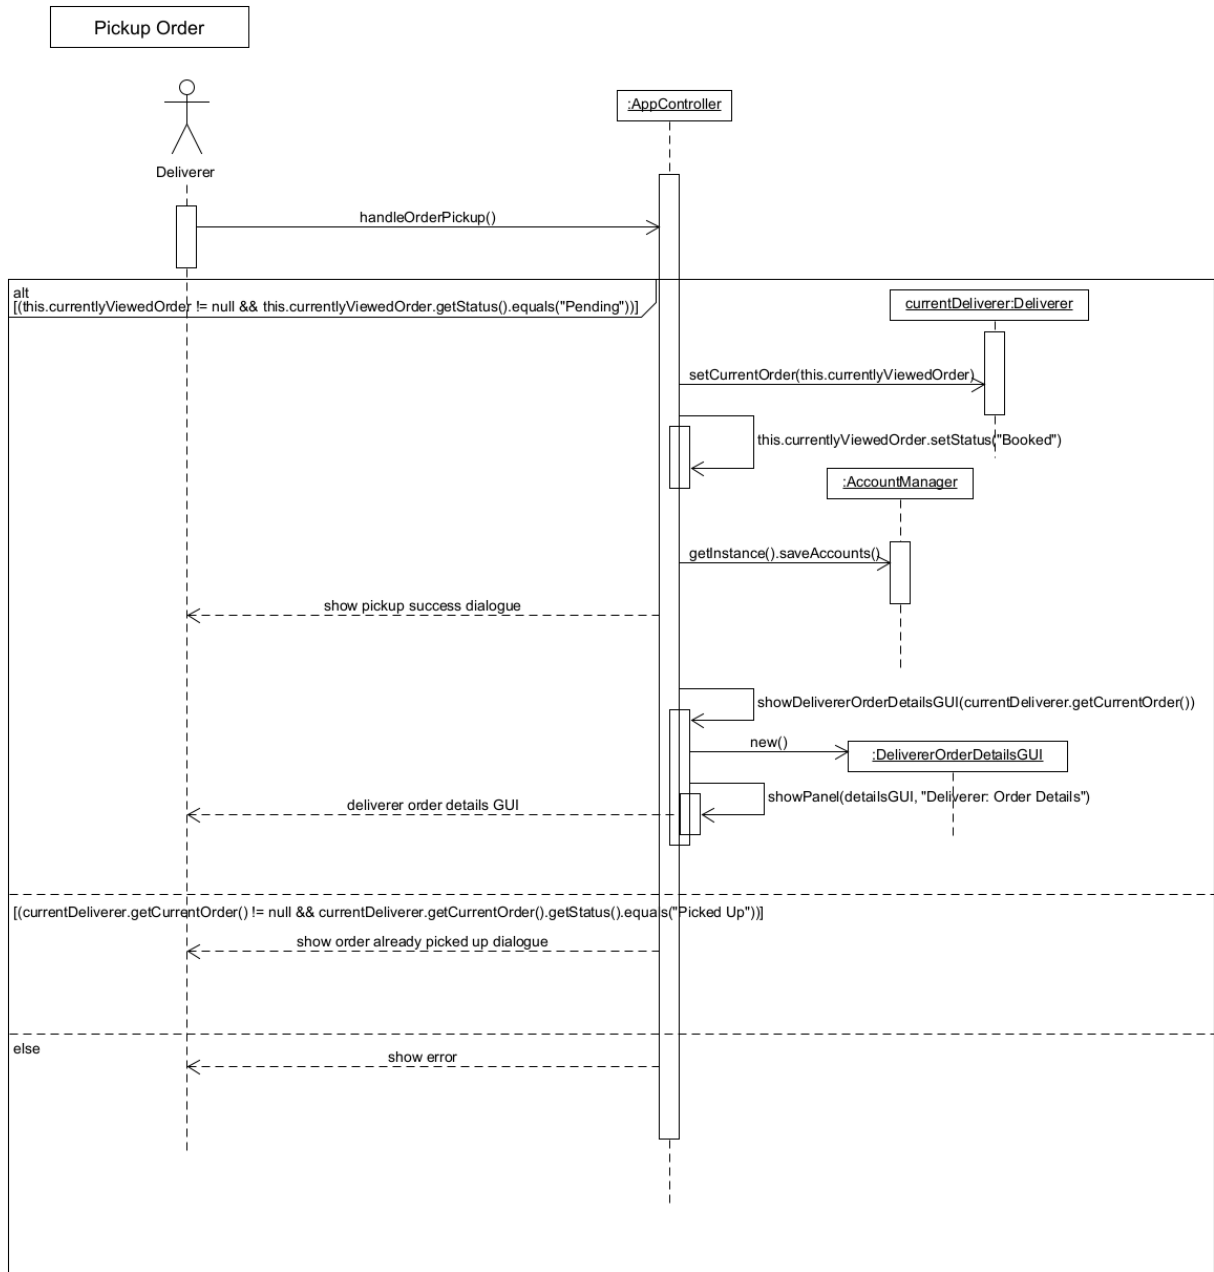 Pickup Order
:AppController
Deliverer
handleOrderPickup()
alt
[(this.currentlyViewedOrder != null && this.currentlyViewedOrder.getStatus().equals("Pending"))]
currentDeliverer:Deliverer
setCurrentOrder(this.currentlyViewedOrder)
this.currentlyViewedOrder.setStatus("Booked")
:AccountManager
getInstance().saveAccounts()
show pickup success dialogue
showDelivererOrderDetailsGUI(currentDeliverer.getCurrentOrder())
new()
:DelivererOrderDetailsGUI
showPanel(detailsGUI, "Deliverer: Order Details")
deliverer order details GUI
[(currentDeliverer.getCurrentOrder() != null && currentDeliverer.getCurrentOrder().getStatus().equals("Picked Up"))]
show order already picked up dialogue
else
show error